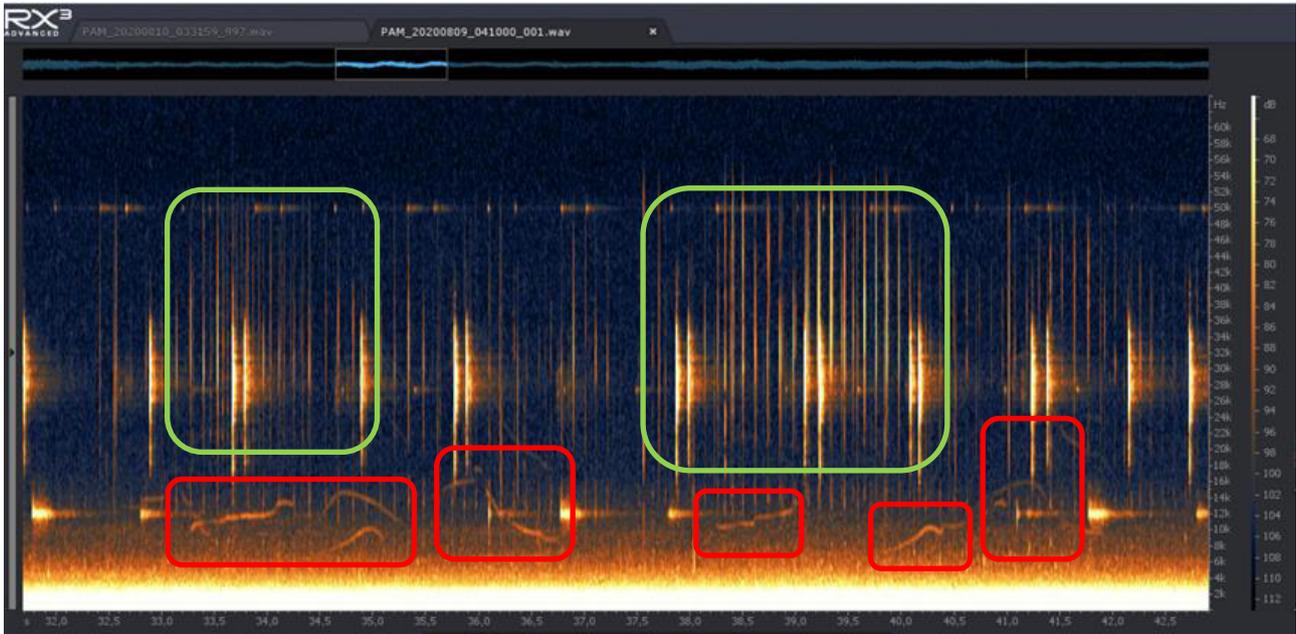 RX³
ADVANCED
PAM_20200810_033159_997.wav
PAM_20200809_041000_001.wav ×
Hz dB
60k
58k
56k
54k
52k
50k
48k
46k
44k
42k
40k
38k
36k
34k
32k
30k
28k
26k
24k
22k
20k
18k
16k
14k
12k
10k
8k
6k
4k
2k
68
70
72
74
76
78
80
82
84
86
88
90
92
94
96
98
100
102
104
106
108
110
112
s 32,0 32,5 33,0 33,5 34,0 34,5 35,0 35,5 36,0 36,5 37,0 37,5 38,0 38,5 39,0 39,5 40,0 40,5 41,0 41,5 42,0 42,5